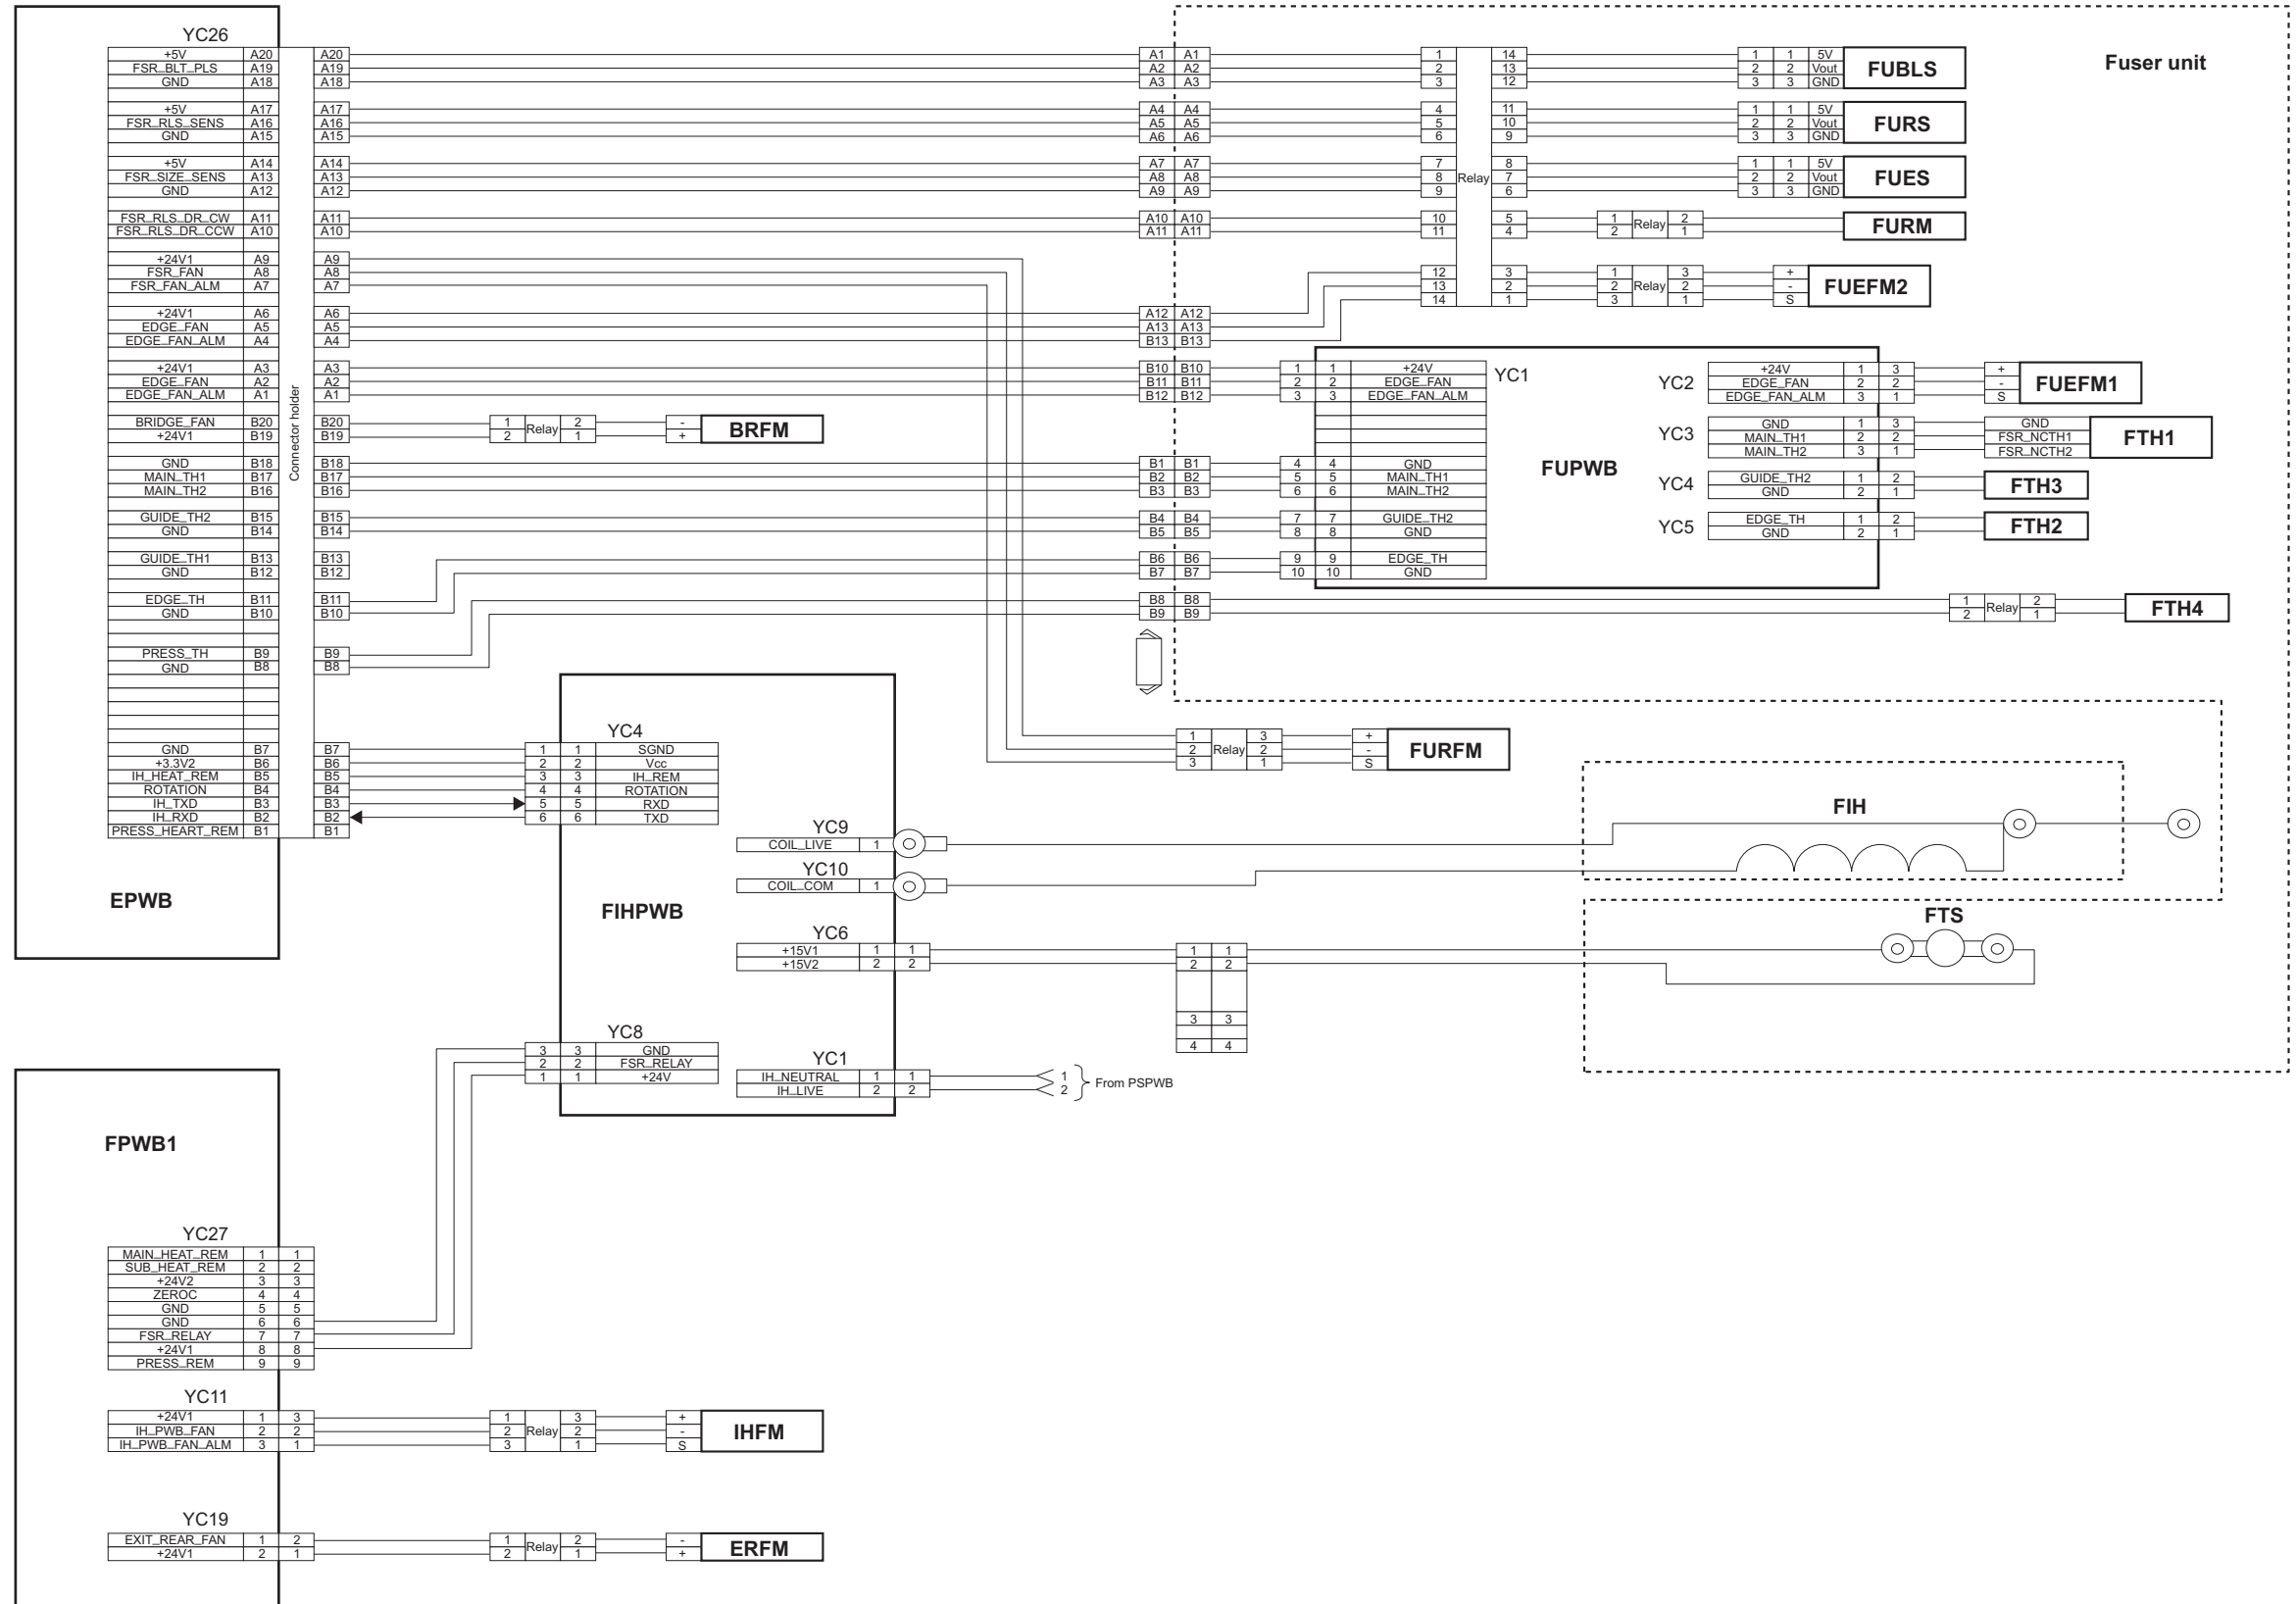 YC26
+5V A20 A20 A1 A1 1 14 1 1 5V
FSR_BLT_PLS A19 A19 A2 A2 2 13 2 2 Vout FUBLS Fuser unit
GND A18 A18 A3 A3 3 12 3 3 GND
+5V A17 A17 A4 A4 4 11 1 1 5V
FSR_RLS_SENS A16 A16 A5 A5 5 10 2 2 Vout FURS
GND A15 A15 A6 A6 6 9 3 3 GND
+5V A14 A14 A7 A7 7 8 1 1 5V
FSR_SIZE_SENS A13 A13 A8 A8 8 Relay 7 2 2 Vout FUES
GND A12 A12 A9 A9 9 6 3 3 GND
FSR_RLS_DR_CW A11 A11 A10 A10 10 5 1 Relay 2 FURM
FSR_RLS_DR_CCW A10 A10 A11 A11 11 4 2 1
+24V1 A9 A9
FSR_FAN A8 A8 12 3 1 3 +
FSR_FAN_ALM A7 A7 13 2 2 Relay 2 - FUEFM2
14 1 3 1 S
+24V1 A6 A6 A12 A12
EDGE_FAN A5 A5 A13 A13
EDGE_FAN_ALM A4 A4 B13 B13
+24V1 A3 A3 B10 B10 1 1 +24V YC1 +24V 1 3 +
EDGE_FAN A2 A2 B11 B11 2 2 EDGE_FAN YC2 EDGE_FAN 2 2 - FUEFM1
EDGE_FAN_ALM A1 A1 B12 B12 3 3 EDGE_FAN_ALM EDGE_FAN_ALM 3 1 S
Connector holder
BRIDGE_FAN B20 B20 1 Relay 2 - BRFM
+24V1 B19 B19 2 1 +
GND 1 3 GND
YC3 MAIN_TH1 2 2 FSR_NCTH1 FTH1
MAIN_TH2 3 1 FSR_NCTH2
GND B18 B18 B1 B1 4 4 GND
MAIN_TH1 B17 B17 B2 B2 5 5 MAIN_TH1 FUPWB
MAIN_TH2 B16 B16 B3 B3 6 6 MAIN_TH2
YC4 GUIDE_TH2 1 2 FTH3
GND 2 1
GUIDE_TH2 B15 B15 B4 B4 7 7 GUIDE_TH2
GND B14 B14 B5 B5 8 8 GND
YC5 EDGE_TH 1 2 FTH2
GND 2 1
GUIDE_TH1 B13 B13 B6 B6 9 9 EDGE_TH
GND B12 B12 B7 B7 10 10 GND
EDGE_TH B11 B11 B8 B8 1 Relay 2 FTH4
GND B10 B10 B9 B9 2 1
PRESS_TH B9 B9
GND B8 B8
YC4
GND B7 B7 1 1 SGND
+3.3V2 B6 B6 2 2 Vcc
IH_HEAT_REM B5 B5 3 3 IH_REM
ROTATION B4 B4 4 4 ROTATION
IH_TXD B3 B3 5 5 RXD
IH_RXD B2 B2 6 6 TXD
PRESS_HEART_REM B1 B1
1 3 +
2 Relay 2 - FURFM
3 1 S
FIH
YC9
COIL_LIVE 1
YC10
COIL_COM 1
EPWB
FIHPWB
FTS
YC6
+15V1 1 1 1 1
+15V2 2 2 2 2
3 3
4 4
YC8
3 3 GND
2 2 FSR_RELAY
1 1 +24V
YC1
IH_NEUTRAL 1 1 1
IH_LIVE 2 2 2
From PSPWB
FPWB1
YC27
MAIN_HEAT_REM 1 1
SUB_HEAT_REM 2 2
+24V2 3 3
ZEROC 4 4
GND 5 5
GND 6 6
FSR_RELAY 7 7
+24V1 8 8
PRESS_REM 9 9
YC11
+24V1 1 3 1 3 +
IH_PWB_FAN 2 2 2 Relay 2 - IHFM
IH_PWB_FAN_ALM 3 1 3 1 S
YC19
EXIT_REAR_FAN 1 2 1 Relay 2 - ERFM
+24V1 2 1 2 1 +